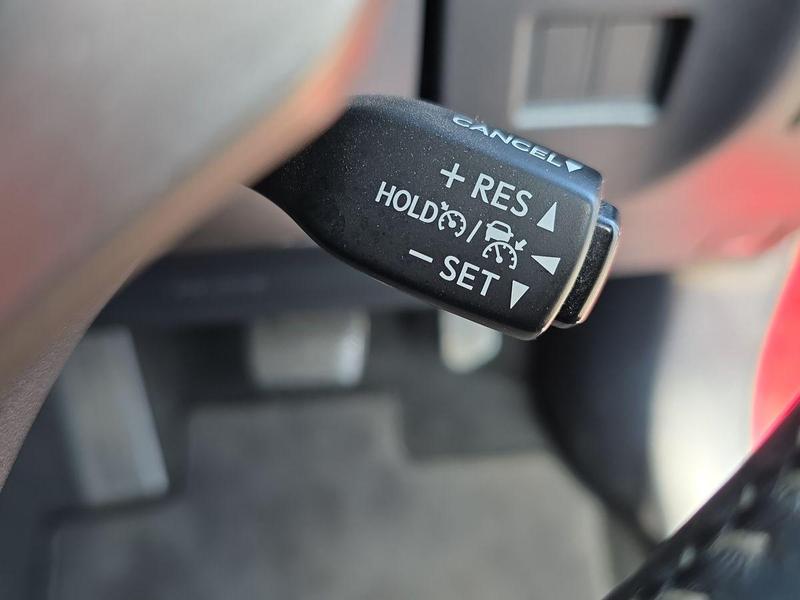 CANCEL
+ RES
HOLD /
− SET